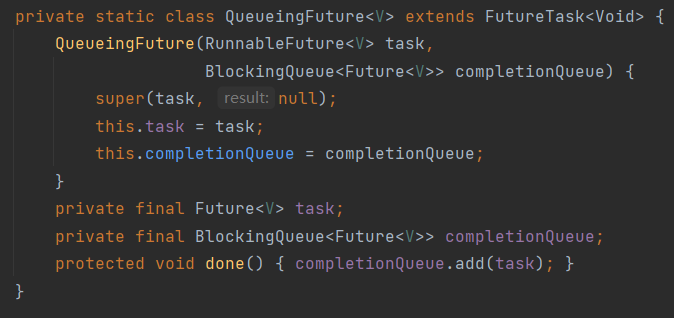 private static class QueueingFuture<V> extends FutureTask<Void> {
    QueueingFuture(RunnableFuture<V> task,
                   BlockingQueue<Future<V>> completionQueue) {
        super(task, result: null);
        this.task = task;
        this.completionQueue = completionQueue;
    }
    private final Future<V> task;
    private final BlockingQueue<Future<V>> completionQueue;
    protected void done() { completionQueue.add(task); }
}